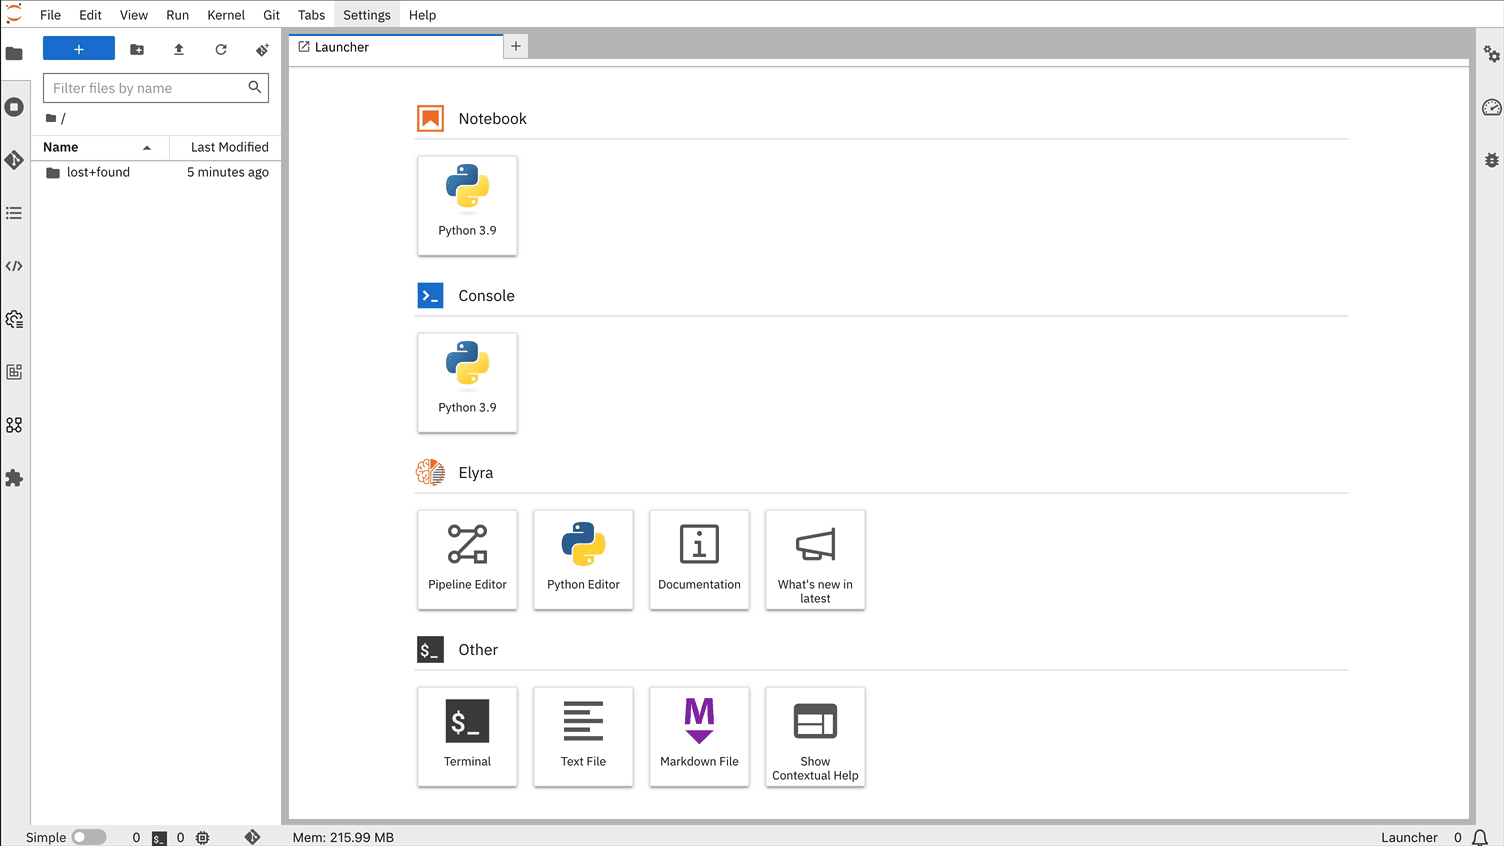 File Edit View Run Kernel Git Tabs Settings Help
+
Filter files by name
/
Name Last Modified
lost+found 5 minutes ago
Launcher +
Notebook
Python 3.9
Console
Python 3.9
Elyra
Pipeline Editor
Python Editor
Documentation
What's new in
latest
$_ Other
$_
Terminal
Text File
M
Markdown File
Show
Contextual Help
Simple 0 $_ 0 Mem: 215.99 MB Launcher 0